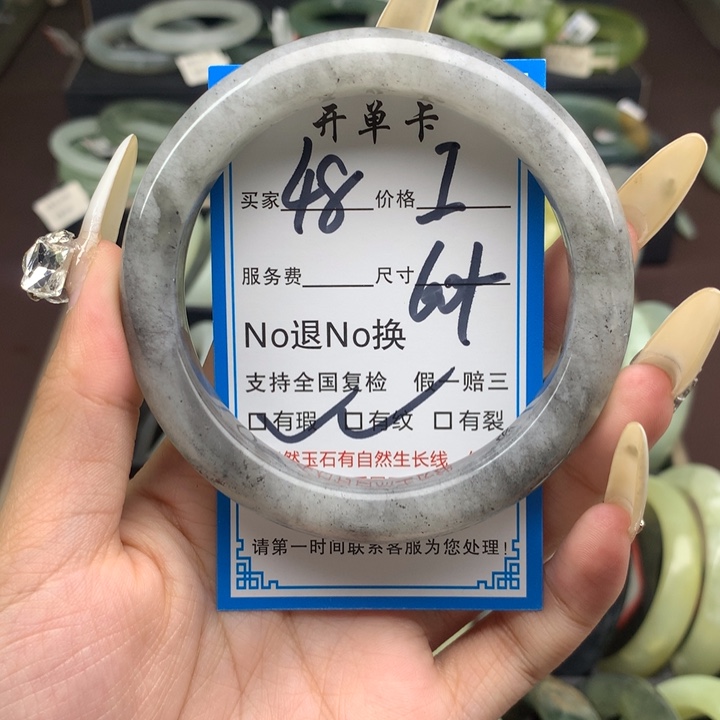 开单卡
买家 48 价格 I
服务费 尺寸 60+
No退No换
支持全国复检 假一赔三
□有瑕 □有纹 □有裂
然玉石有自然生长线
请第一时间联系客服为您处理!